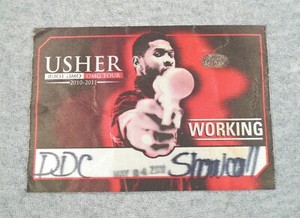 USHER
OMG TOUR
2010-2011
WORKING
DDC
Showcall